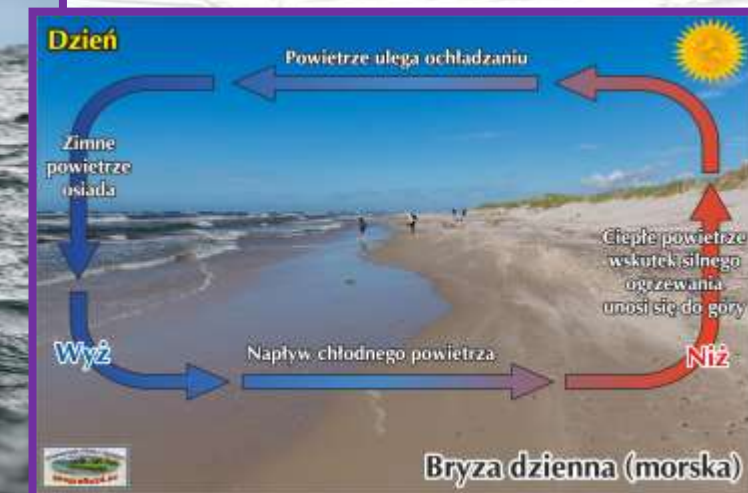 Dzień
Powietrze ulega ochładzaniu
Zimne
powietrze
osiada
Ciepłe powietrze
wskutek silnego
ogrzewania
unosi się do góry
Wyż
Napływ chłodnego powietrza
Niż
Bryza dzienna (morska)